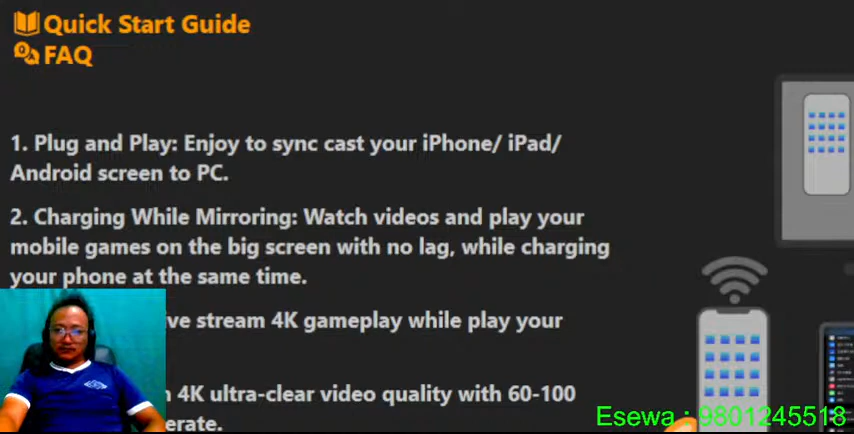 Quick Start Guide
FAQ
1. Plug and Play: Enjoy to sync cast your iPhone/ iPad/
Android screen to PC.
2. Charging While Mirroring: Watch videos and play your
mobile games on the big screen with no lag, while charging
your phone at the same time.
stream 4K gameplay while play your
4K ultra-clear video quality with 60-100
Esewa : 9801245518